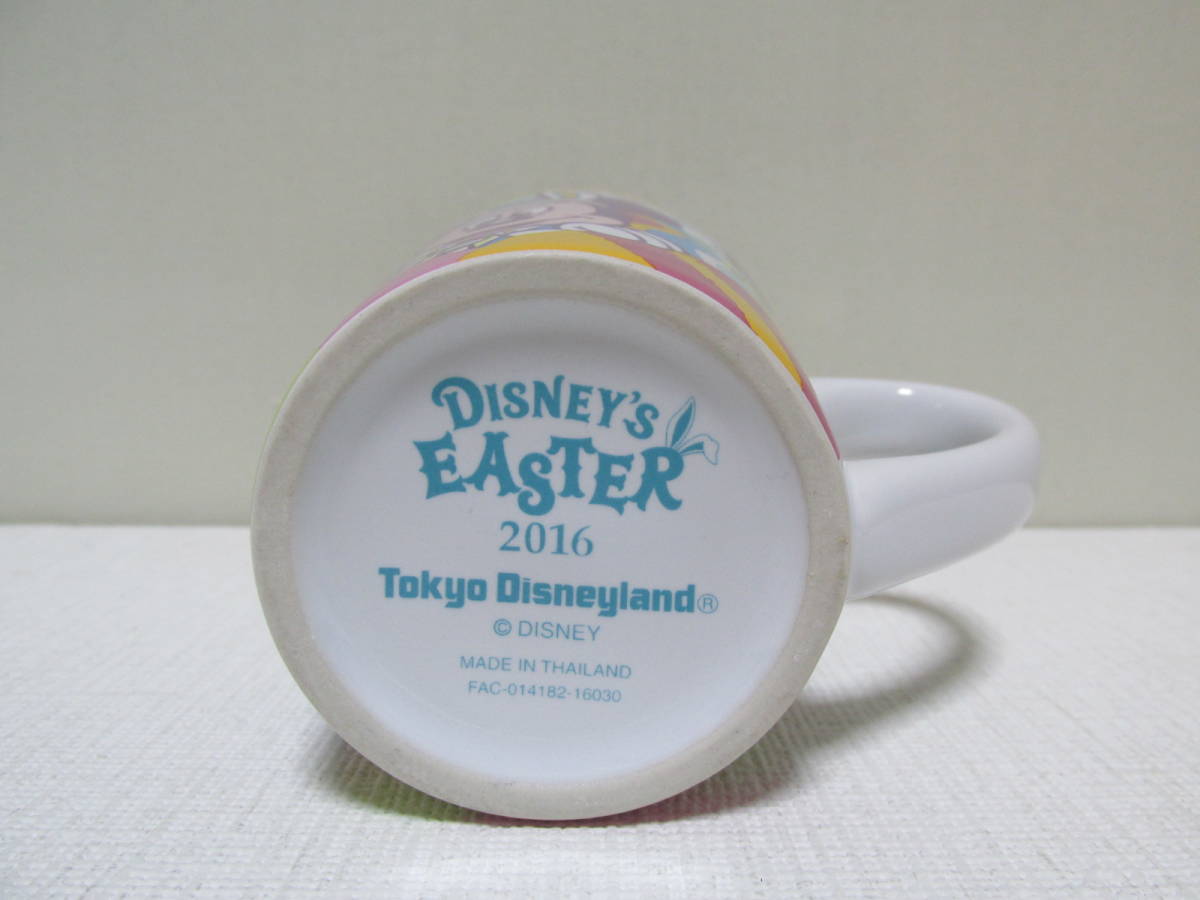 DISNEY'S
EASTER
2016
Tokyo Disneyland®
© DISNEY
MADE IN THAILAND
FAC-014182-16030